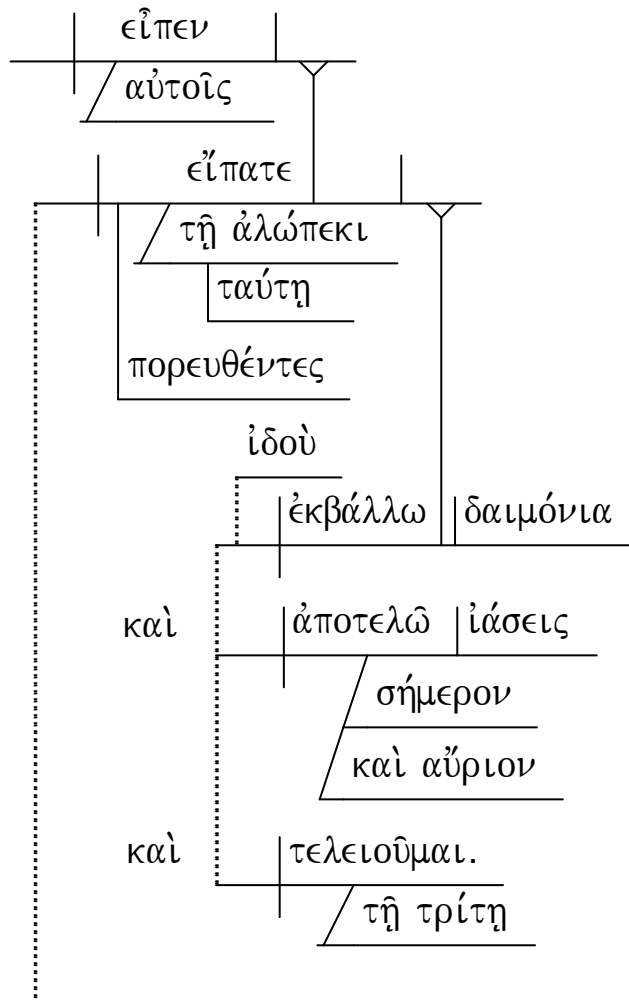 εἶπεν
αὐτοῖς
εἴπατε
τῇ ἀλώπεκι
ταύτῃ
πορευθέντες
ἰδοὺ
ἐκβάλλω δαιμόνια
καὶ ἀποτελῶ ἰάσεις
σήμερον
καὶ αὔριον
καὶ τελειοῦμαι.
τῇ τρίτῃ